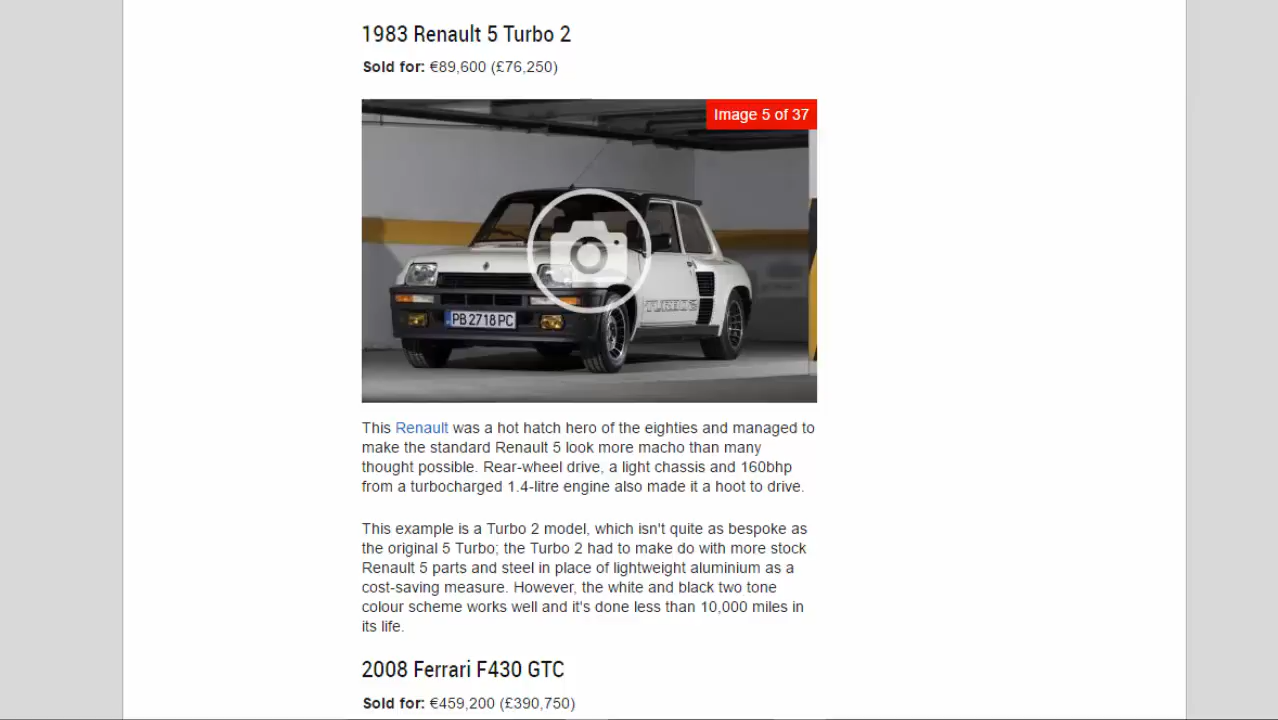 1983 Renault 5 Turbo 2
Sold for: €89,600 (£76,250)
Image 5 of 37
PB 2718 PC
TURBO 2
This Renault was a hot hatch hero of the eighties and managed to
make the standard Renault 5 look more macho than many
thought possible. Rear-wheel drive, a light chassis and 160bhp
from a turbocharged 1.4-litre engine also made it a hoot to drive.
This example is a Turbo 2 model, which isn't quite as bespoke as
the original 5 Turbo; the Turbo 2 had to make do with more stock
Renault 5 parts and steel in place of lightweight aluminium as a
cost-saving measure. However, the white and black two tone
colour scheme works well and it's done less than 10,000 miles in
its life.
2008 Ferrari F430 GTC
Sold for: €459,200 (£390,750)